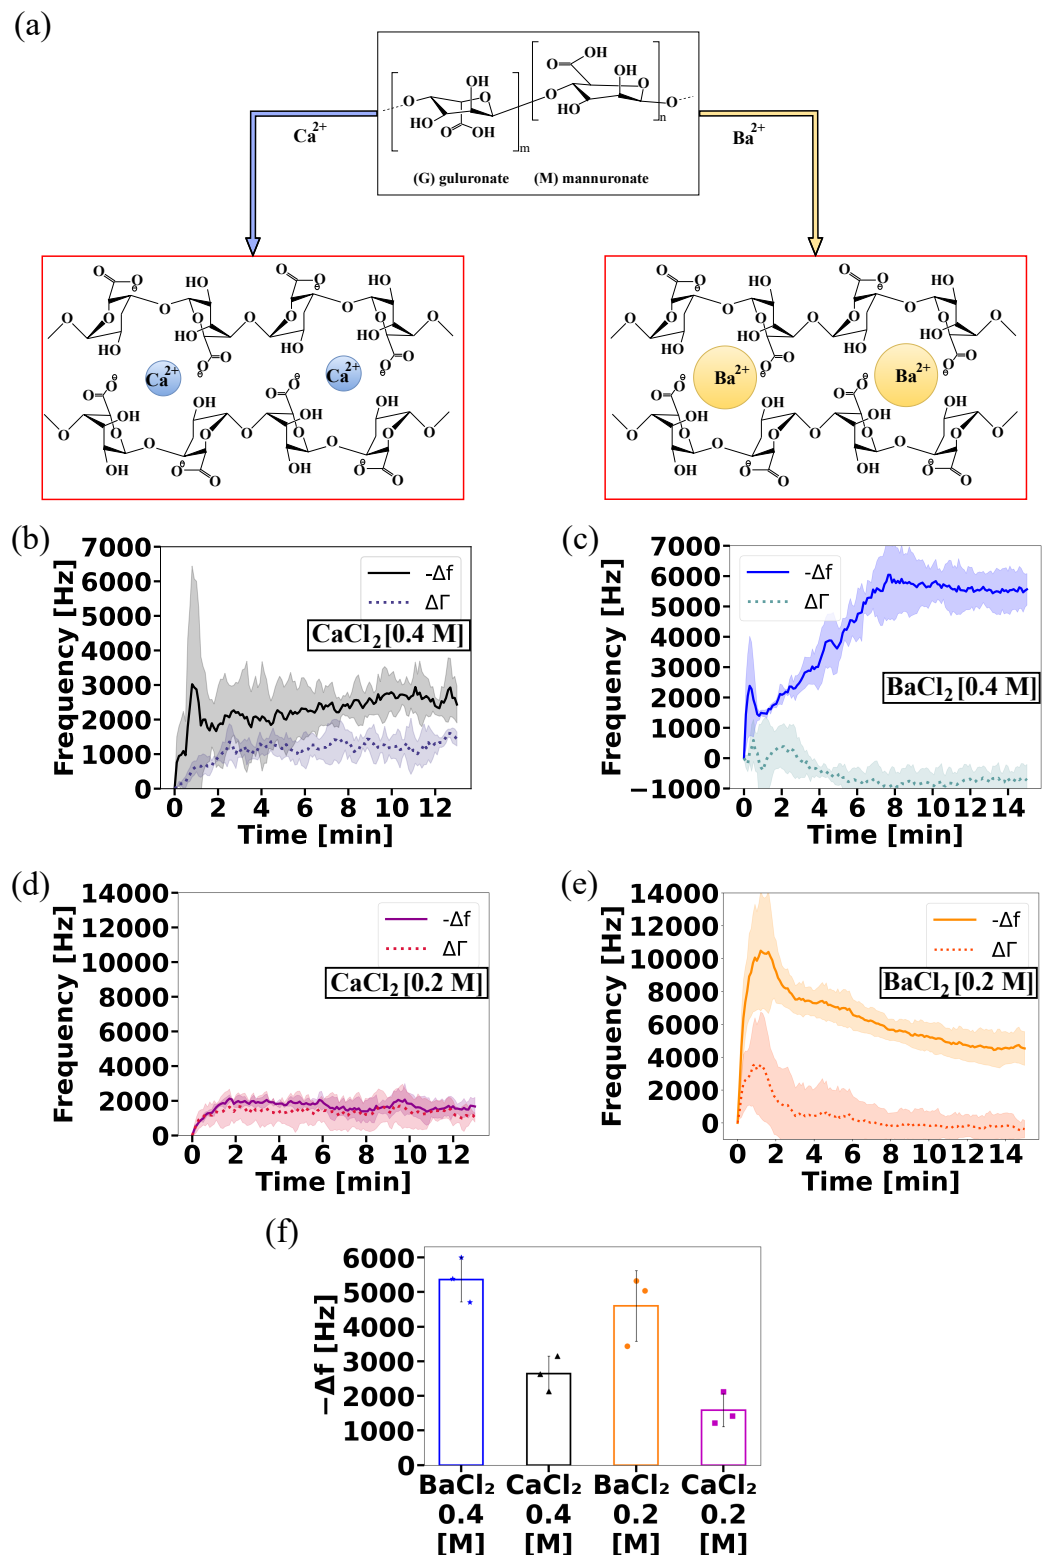 (a)
OH
O
OH
OH
O
O
HO
O
OH
O
m
OH
O
O
HO
O
n
O
Ca2+
Ba2+
(G) guluronate (M) mannuronate
Ca2+ Ca2+
Ba2+ Ba2+
(b)
7000
6000
5000
4000
3000
2000
1000
0
Frequency [Hz]
-Δf
ΔΓ
CaCl2 [0.4 M]
0 2 4 6 8 10 12
Time [min]
(c)
7000
6000
5000
4000
3000
2000
1000
0
−1000
Frequency [Hz]
-Δf
ΔΓ
BaCl2 [0.4 M]
0 2 4 6 8 10 12 14
Time [min]
(d)
14000
12000
10000
8000
6000
4000
2000
0
Frequency [Hz]
-Δf
ΔΓ
CaCl2 [0.2 M]
0 2 4 6 8 10 12
Time [min]
(e)
14000
12000
10000
8000
6000
4000
2000
0
Frequency [Hz]
-Δf
ΔΓ
BaCl2 [0.2 M]
0 2 4 6 8 10 12 14
Time [min]
(f)
6000
5000
4000
3000
2000
1000
0
−Δf [Hz]
BaCl₂ CaCl₂ BaCl₂ CaCl₂
0.4 0.4 0.2 0.2
[M] [M] [M] [M]